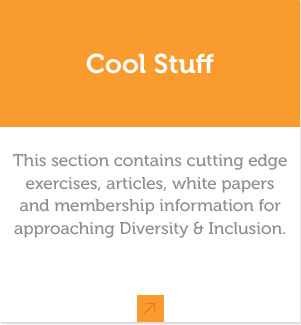 Cool Stuff
This section contains cutting edge
exercises, articles, white papers
and membership information for
approaching Diversity & Inclusion.